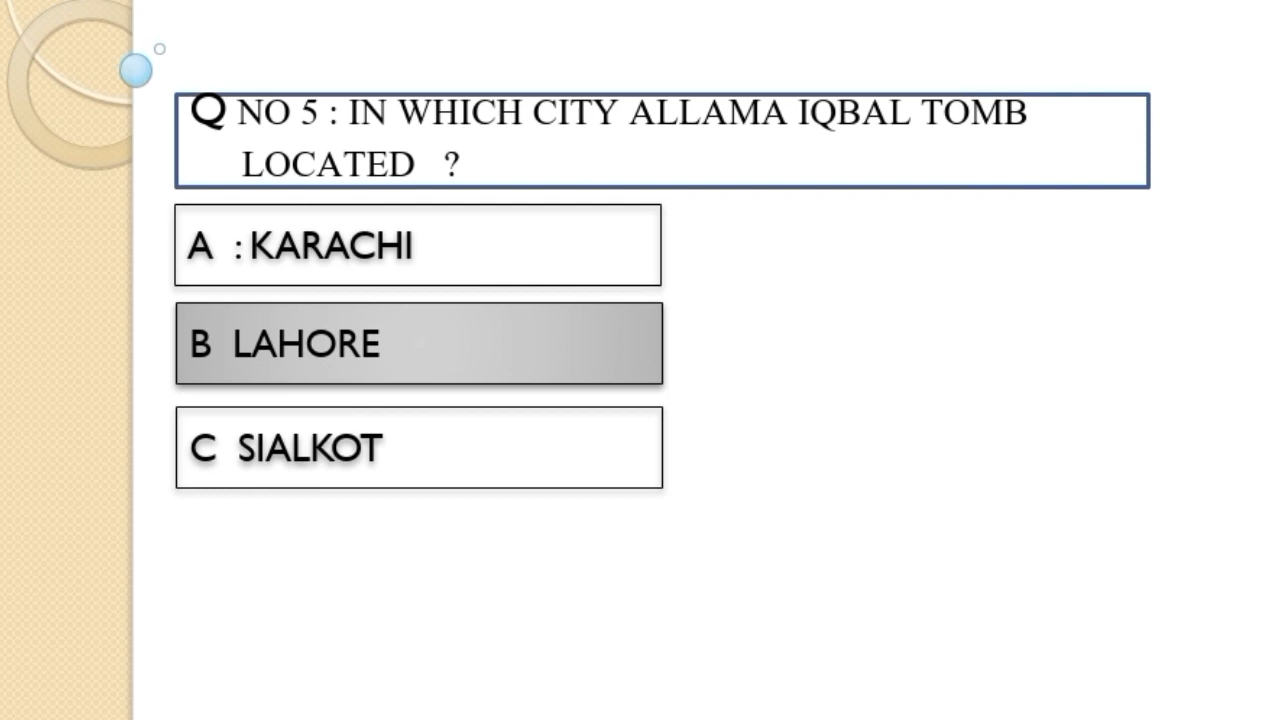 Q NO 5 : IN WHICH CITY ALLAMA IQBAL TOMB
LOCATED ?
A : KARACHI
B LAHORE
C SIALKOT